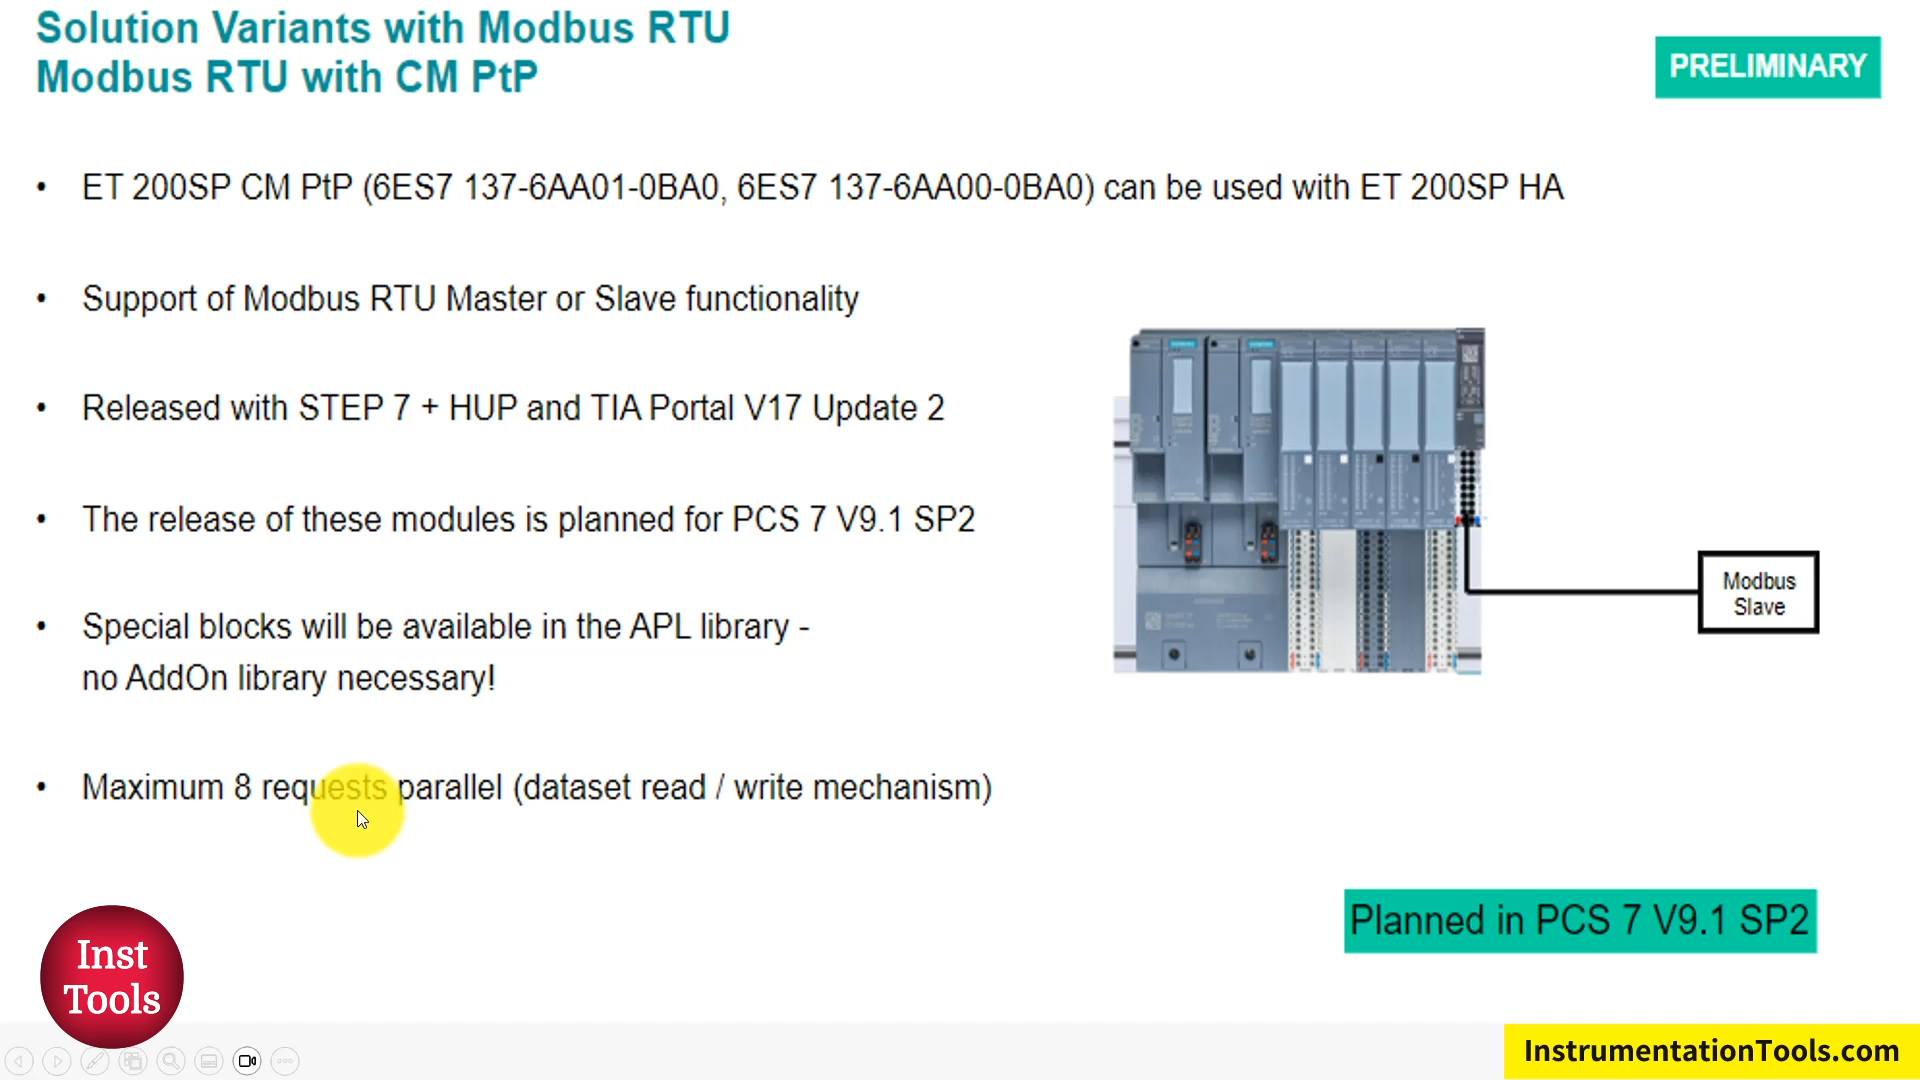 Solution Variants with Modbus RTU
Modbus RTU with CM PtP
PRELIMINARY
• ET 200SP CM PtP (6ES7 137-6AA01-0BA0, 6ES7 137-6AA00-0BA0) can be used with ET 200SP HA
• Support of Modbus RTU Master or Slave functionality
• Released with STEP 7 + HUP and TIA Portal V17 Update 2
• The release of these modules is planned for PCS 7 V9.1 SP2
• Special blocks will be available in the APL library -
no AddOn library necessary!
• Maximum 8 requests parallel (dataset read / write mechanism)
Modbus
Slave
Planned in PCS 7 V9.1 SP2
Inst
Tools
InstrumentationTools.com